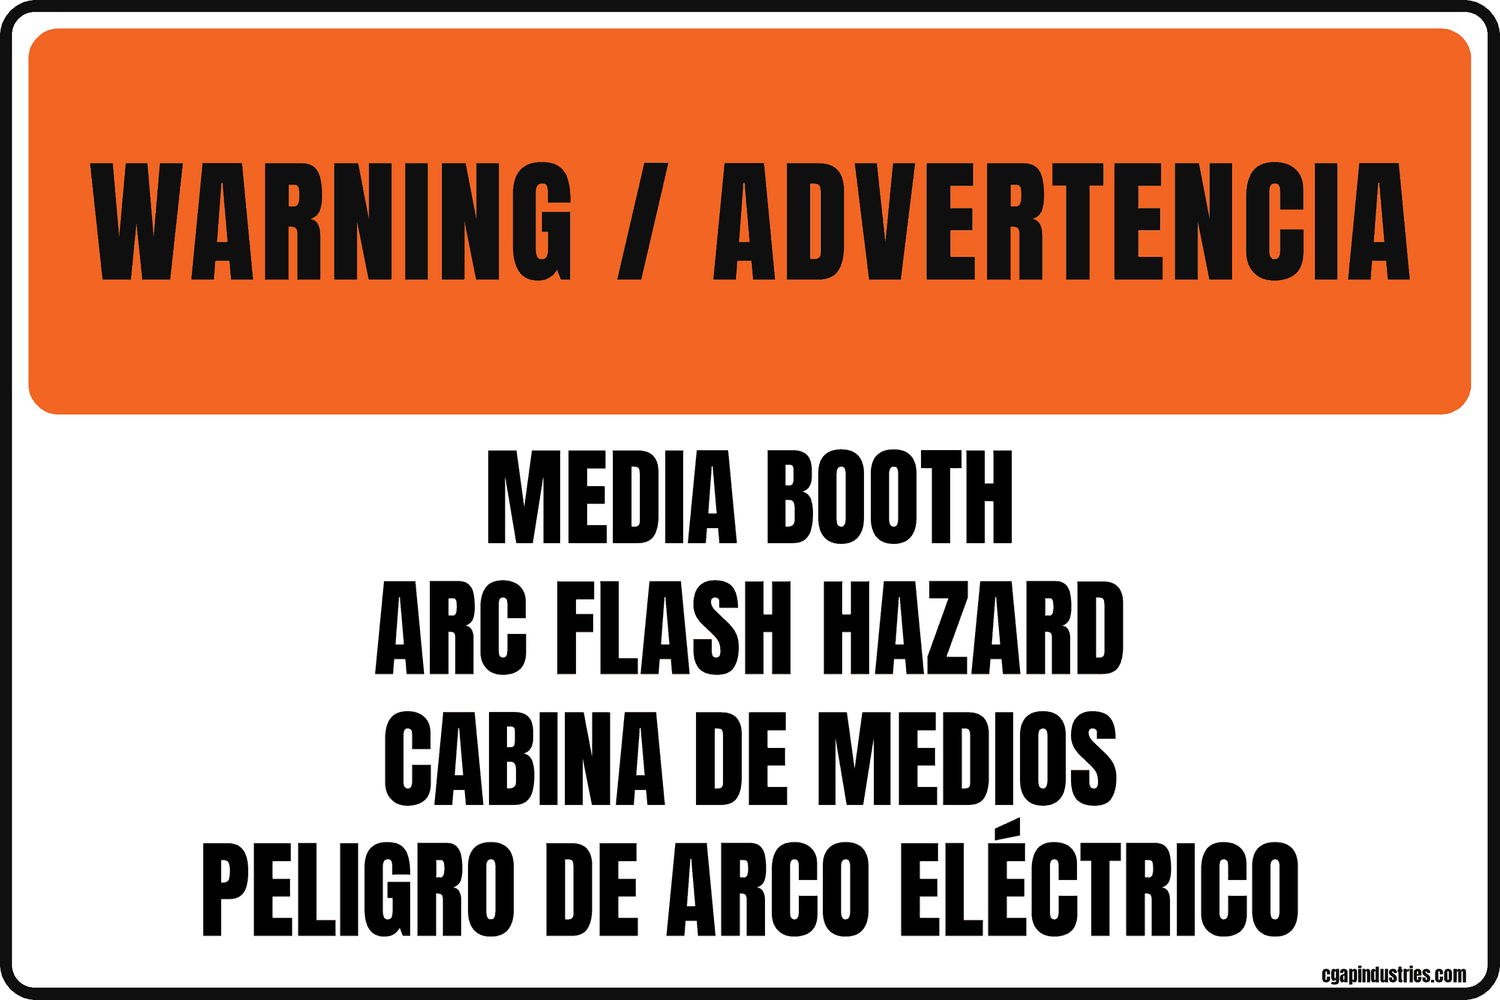 WARNING / ADVERTENCIA
MEDIA BOOTH
ARC FLASH HAZARD
CABINA DE MEDIOS
PELIGRO DE ARCO ELÉCTRICO
cgapindustries.com